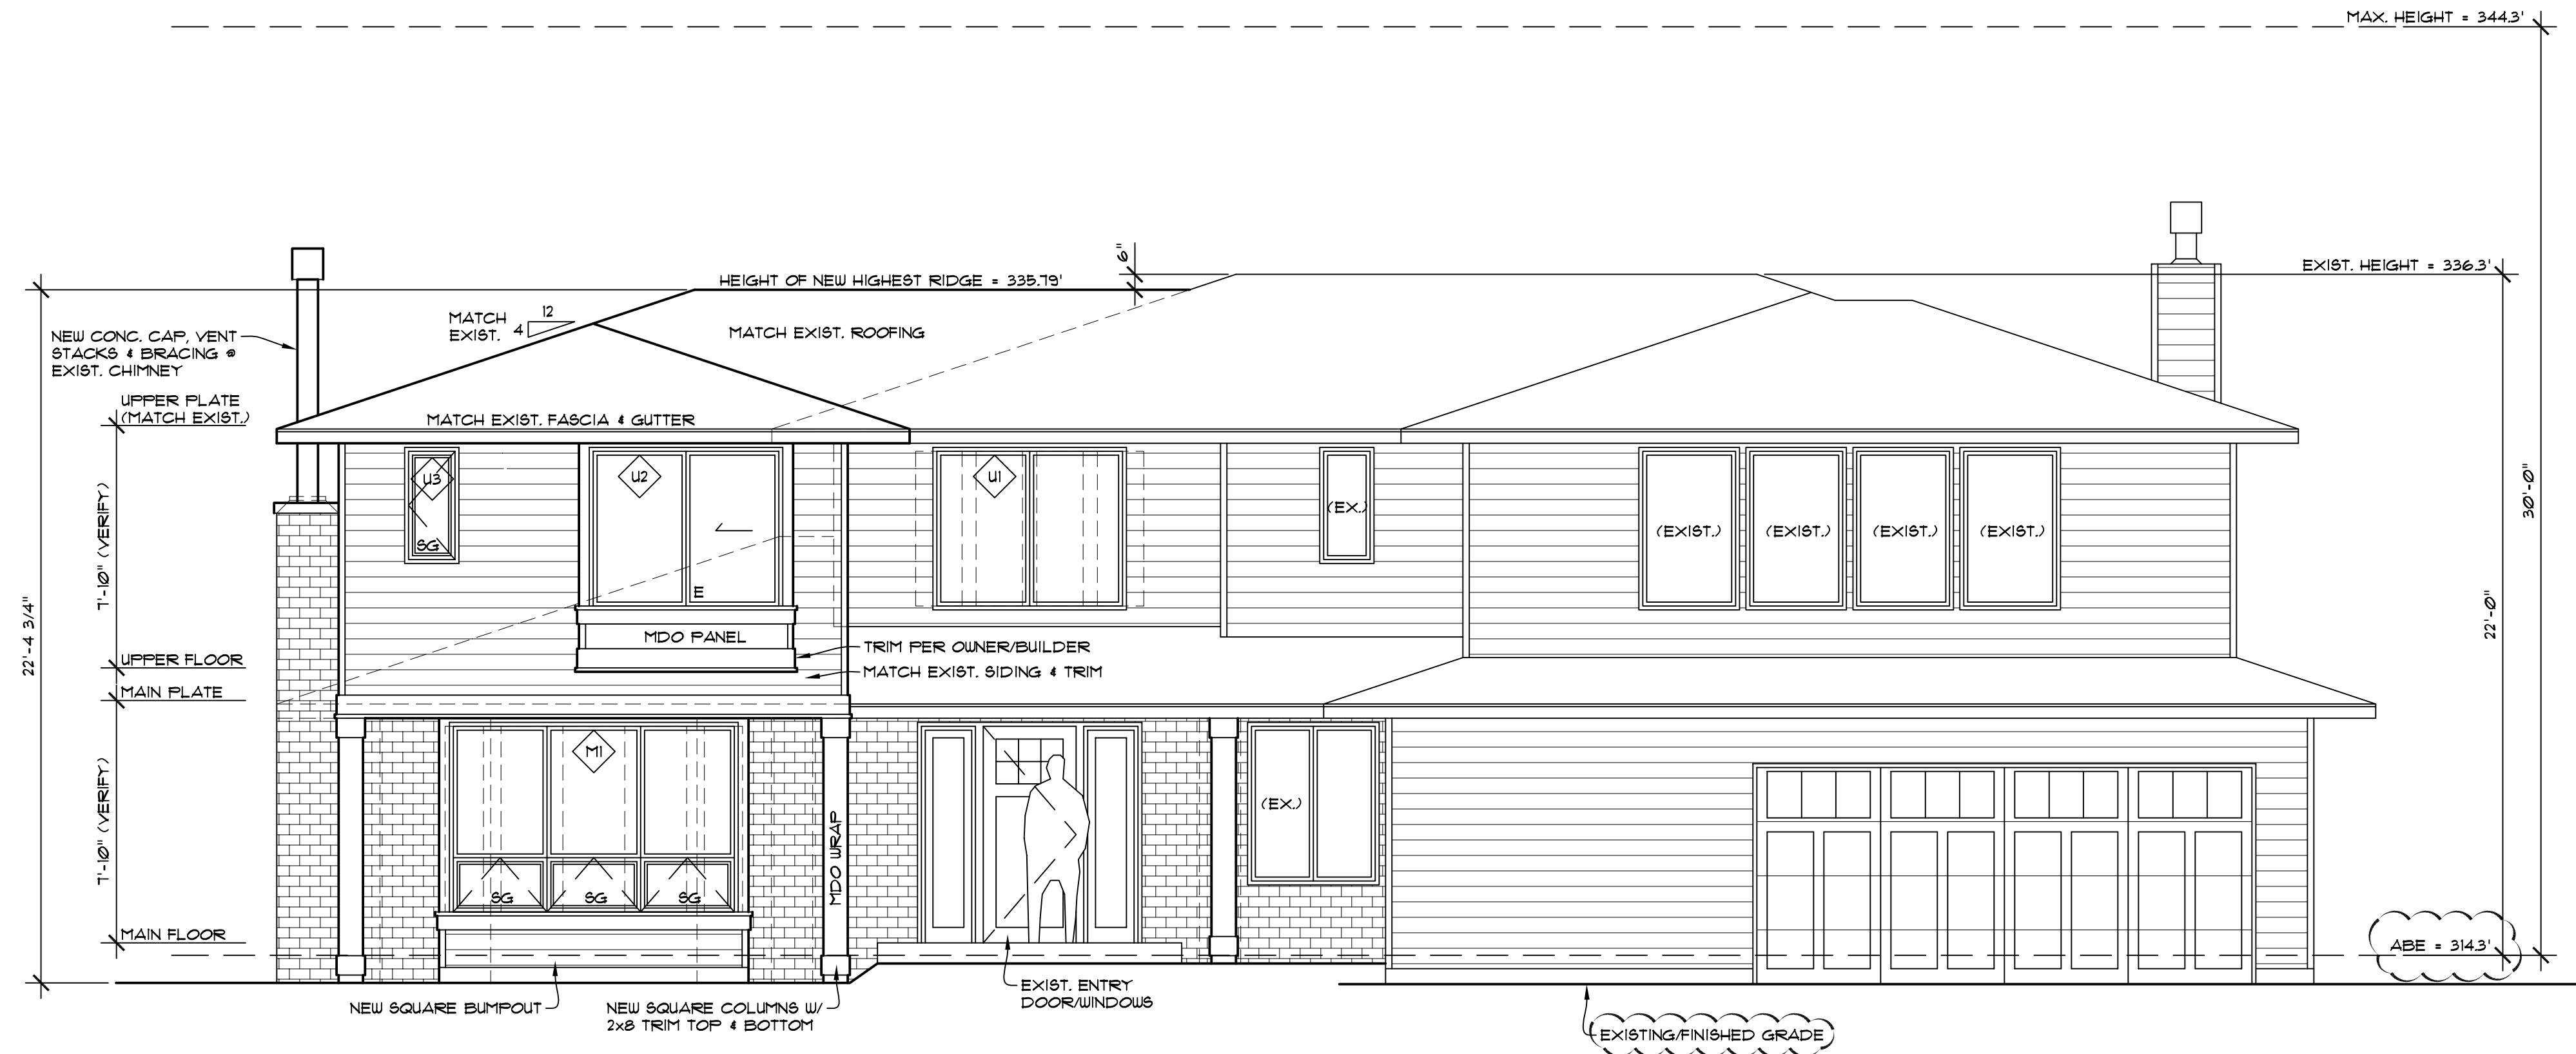 MAX. HEIGHT = 344.3'
6"
EXIST. HEIGHT = 336.3'
HEIGHT OF NEW HIGHEST RIDGE = 335.79'
12
4
MATCH
EXIST.
MATCH EXIST. ROOFING
NEW CONC. CAP, VENT
STACKS & BRACING @
EXIST. CHIMNEY
UPPER PLATE
(MATCH EXIST.)
MATCH EXIST. FASCIA & GUTTER
U3
SG
U2
E
U1
(EX.)
(EXIST.)
(EXIST.)
(EXIST.)
(EXIST.)
30'-0"
22'-0"
7'-10" (VERIFY)
22'-4 3/4"
MDO PANEL
TRIM PER OWNER/BUILDER
MATCH EXIST. SIDING & TRIM
UPPER FLOOR
MAIN PLATE
7'-10" (VERIFY)
M1
SG
SG
SG
MDO WRAP
(EX.)
MAIN FLOOR
ABE = 314.3'
NEW SQUARE BUMPOUT
NEW SQUARE COLUMNS W/
2x8 TRIM TOP & BOTTOM
EXIST. ENTRY
DOOR/WINDOWS
EXISTING/FINISHED GRADE